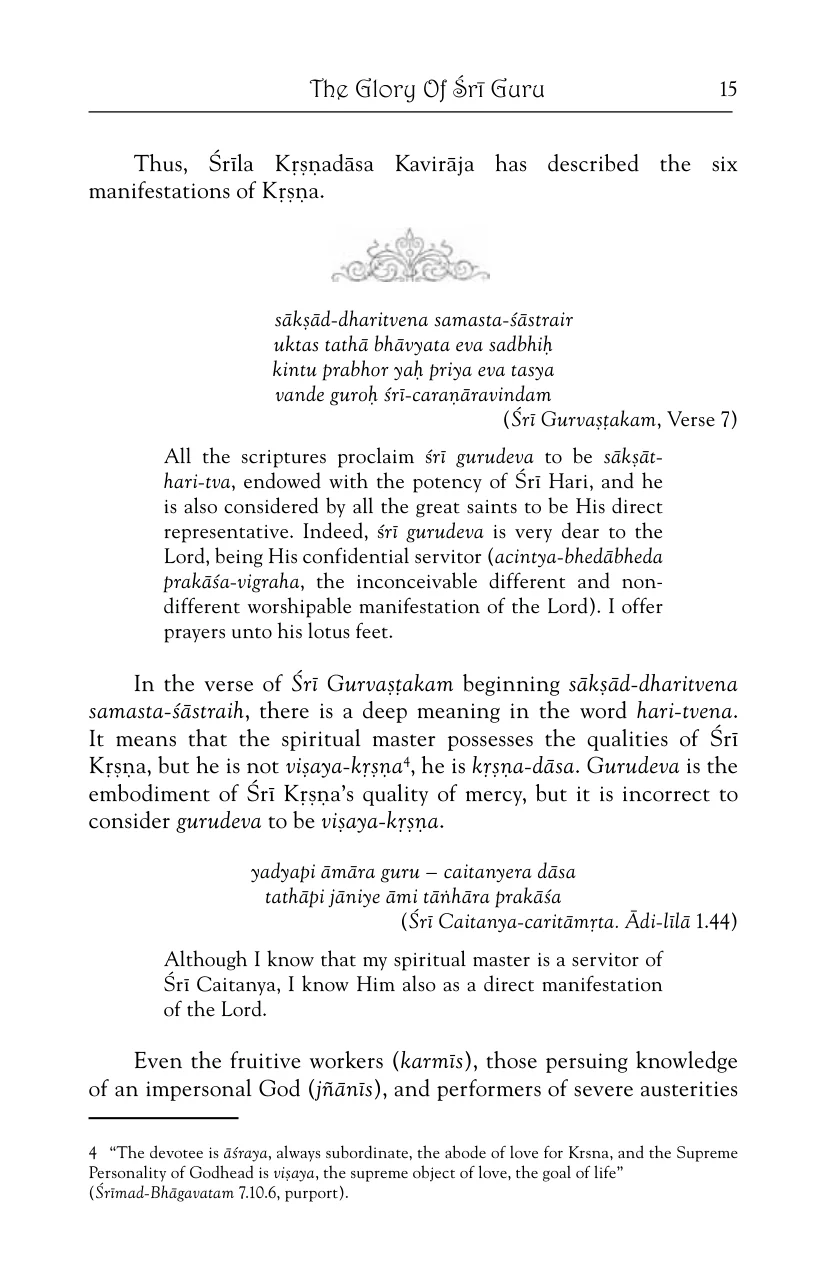 The Glory Of Śrī Guru 15
Thus, Śrīla Kṛṣṇadāsa Kavirāja has described the six
manifestations of Kṛṣṇa.
sākṣād-dharitvena samasta-śāstrair
uktas tathā bhāvyata eva sadbhiḥ
kintu prabhor yaḥ priya eva tasya
vande guroḥ śrī-caraṇāravindam
(Śrī Gurvaṣṭakam, Verse 7)
All the scriptures proclaim śrī gurudeva to be sākṣāt-
hari-tva, endowed with the potency of Śrī Hari, and he
is also considered by all the great saints to be His direct
representative. Indeed, śrī gurudeva is very dear to the
Lord, being His confidential servitor (acintya-bhedābheda
prakāśa-vigraha, the inconceivable different and non-
different worshipable manifestation of the Lord). I offer
prayers unto his lotus feet.
In the verse of Śrī Gurvaṣṭakam beginning sākṣād-dharitvena
samasta-śāstraih, there is a deep meaning in the word hari-tvena.
It means that the spiritual master possesses the qualities of Śrī
Kṛṣṇa, but he is not viṣaya-kṛṣṇa⁴, he is kṛṣṇa-dāsa. Gurudeva is the
embodiment of Śrī Kṛṣṇa’s quality of mercy, but it is incorrect to
consider gurudeva to be viṣaya-kṛṣṇa.
yadyapi āmāra guru – caitanyera dāsa
tathāpi jāniye āmi tāṅhāra prakāśa
(Śrī Caitanya-caritāmṛta. Ādi-līlā 1.44)
Although I know that my spiritual master is a servitor of
Śrī Caitanya, I know Him also as a direct manifestation
of the Lord.
Even the fruitive workers (karmīs), those persuing knowledge
of an impersonal God (jñānīs), and performers of severe austerities
4 “The devotee is āśraya, always subordinate, the abode of love for Krsna, and the Supreme
Personality of Godhead is viṣaya, the supreme object of love, the goal of life”
(Śrīmad-Bhāgavatam 7.10.6, purport).